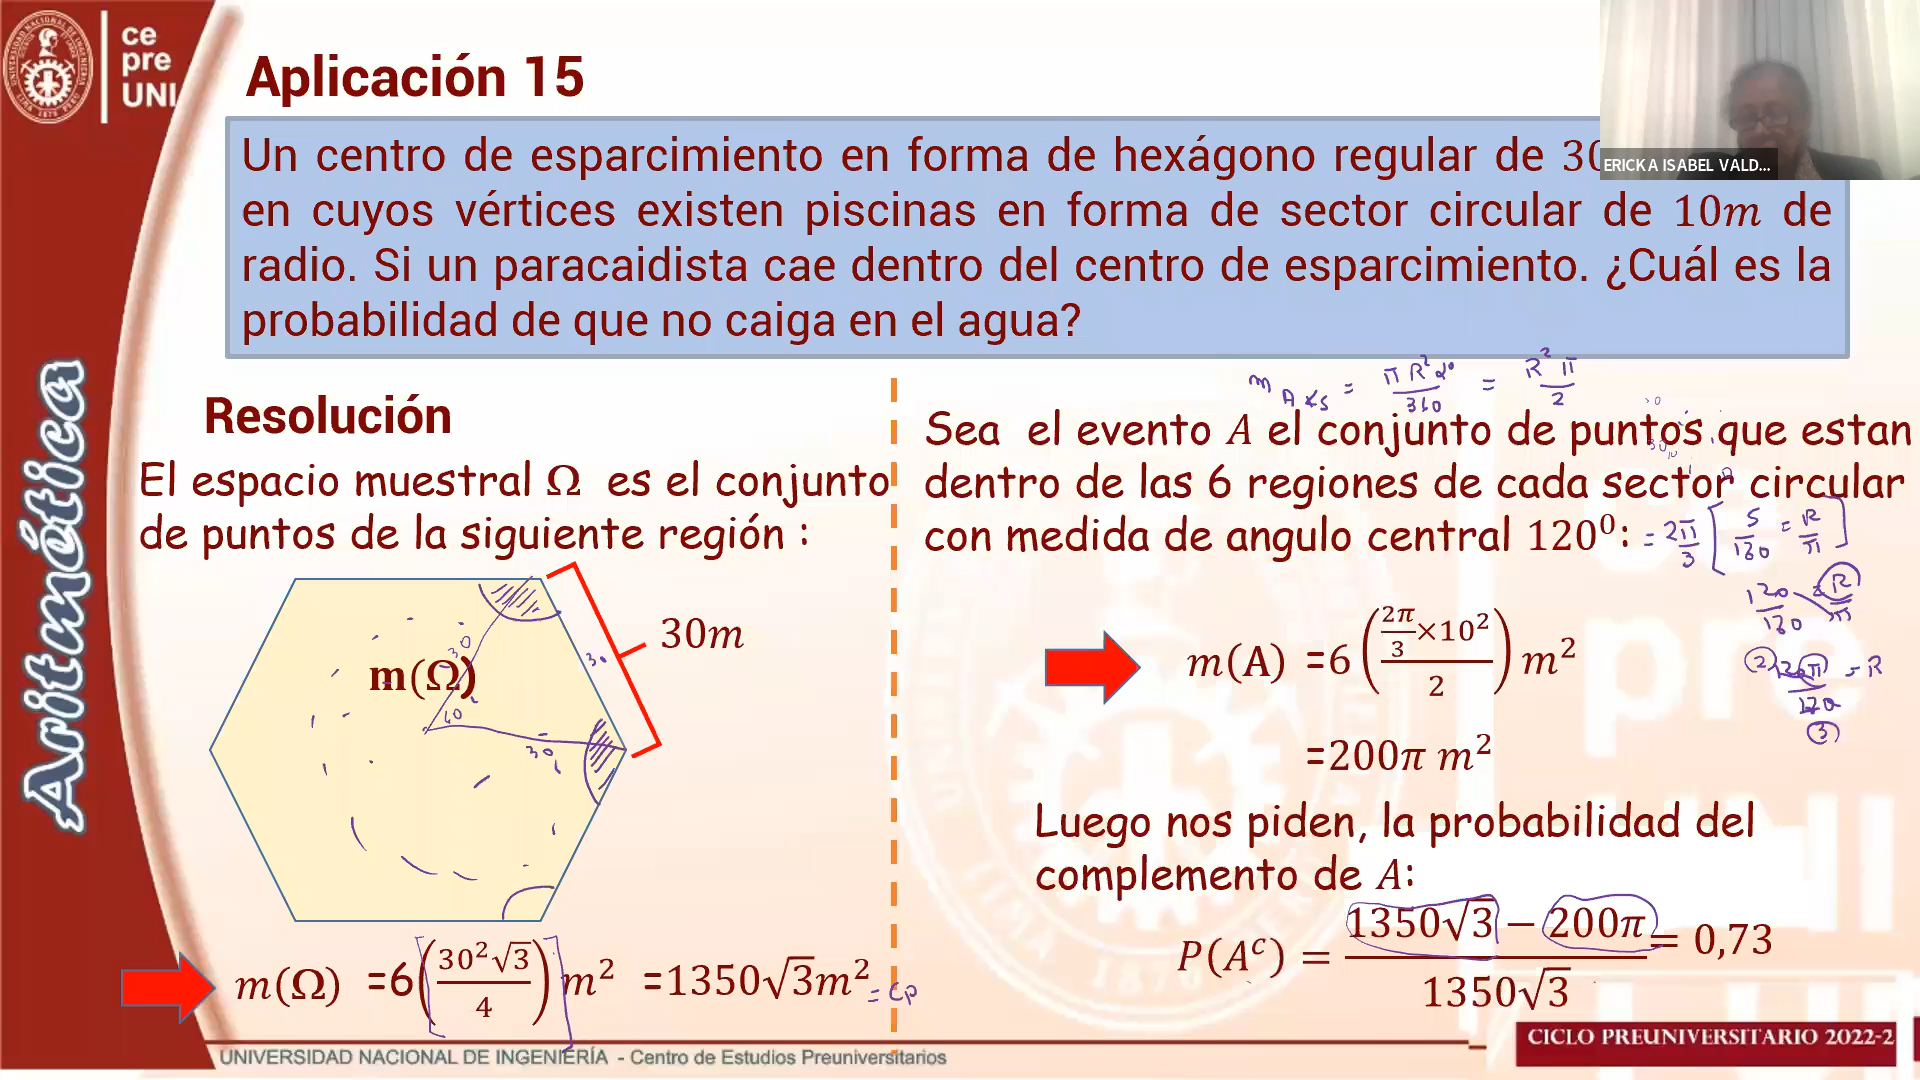 ce
pre
UNI
Aplicación 15
ERICKA ISABEL VALD...
Un centro de esparcimiento en forma de hexágono regular de 30
en cuyos vértices existen piscinas en forma de sector circular de 10m de
radio. Si un paracaidista cae dentro del centro de esparcimiento. ¿Cuál es la
probabilidad de que no caiga en el agua?
Aritmética
Resolución
El espacio muestral Ω es el conjunto
de puntos de la siguiente región :
30m
m(Ω)
30
30
60
30
m(Ω) =6(30²√3/4) m² =1350√3m²
= Cp
m A∢S = πR²α°/360 = R²π/2
Sea el evento A el conjunto de puntos que estan
dentro de las 6 regiones de cada sector circular
con medida de angulo central 120⁰:
= 2π/3 [S/180 = R/π]
120/180 = R/π
m(A) =6((2π/3×10²)/2) m²
=200π m²
Luego nos piden, la probabilidad del
complemento de A:
P(Aᶜ) = (1350√3 − 200π)/(1350√3) = 0,73
CICLO PREUNIVERSITARIO 2022-2
UNIVERSIDAD NACIONAL DE INGENIERÍA - Centro de Estudios Preuniversitarios